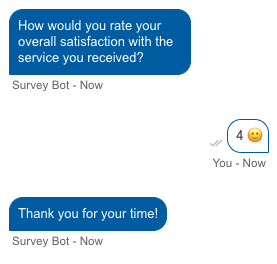 How would you rate your
overall satisfaction with the
service you received?
Survey Bot - Now
4 🙂
You - Now
Thank you for your time!
Survey Bot - Now